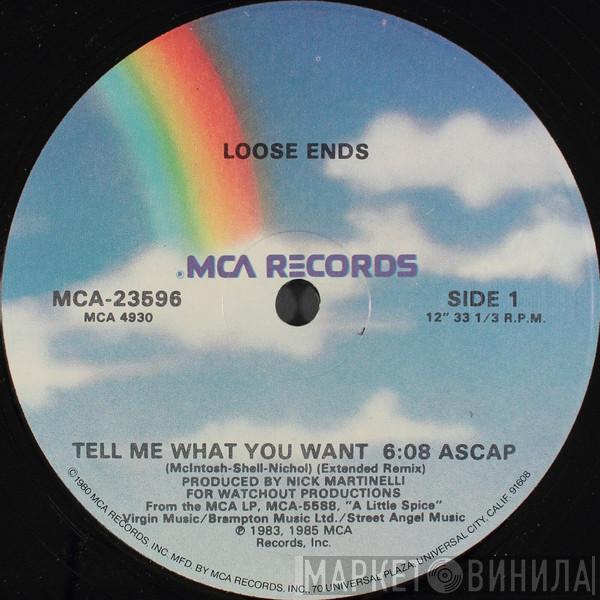 LOOSE ENDS
MCA RECORDS
MCA-23596
MCA 4930
SIDE 1
12" 33 1/3 R.P.M.
TELL ME WHAT YOU WANT 6:08 ASCAP
(McIntosh-Shell-Nichol) (Extended Remix)
PRODUCED BY NICK MARTINELLI
FOR WATCHOUT PRODUCTIONS
From the MCA LP, MCA-5588, "A Little Spice"
Virgin Music/Brampton Music Ltd./Street Angel Music
℗ 1983, 1985 MCA
Records, Inc.
©1980 MCA RECORDS, INC. MFD. BY MCA RECORDS, INC., 70 UNIVERSAL PLAZA, UNIVERSAL CITY, CALIF. 91608
МАРКЕТ ВИНИЛА